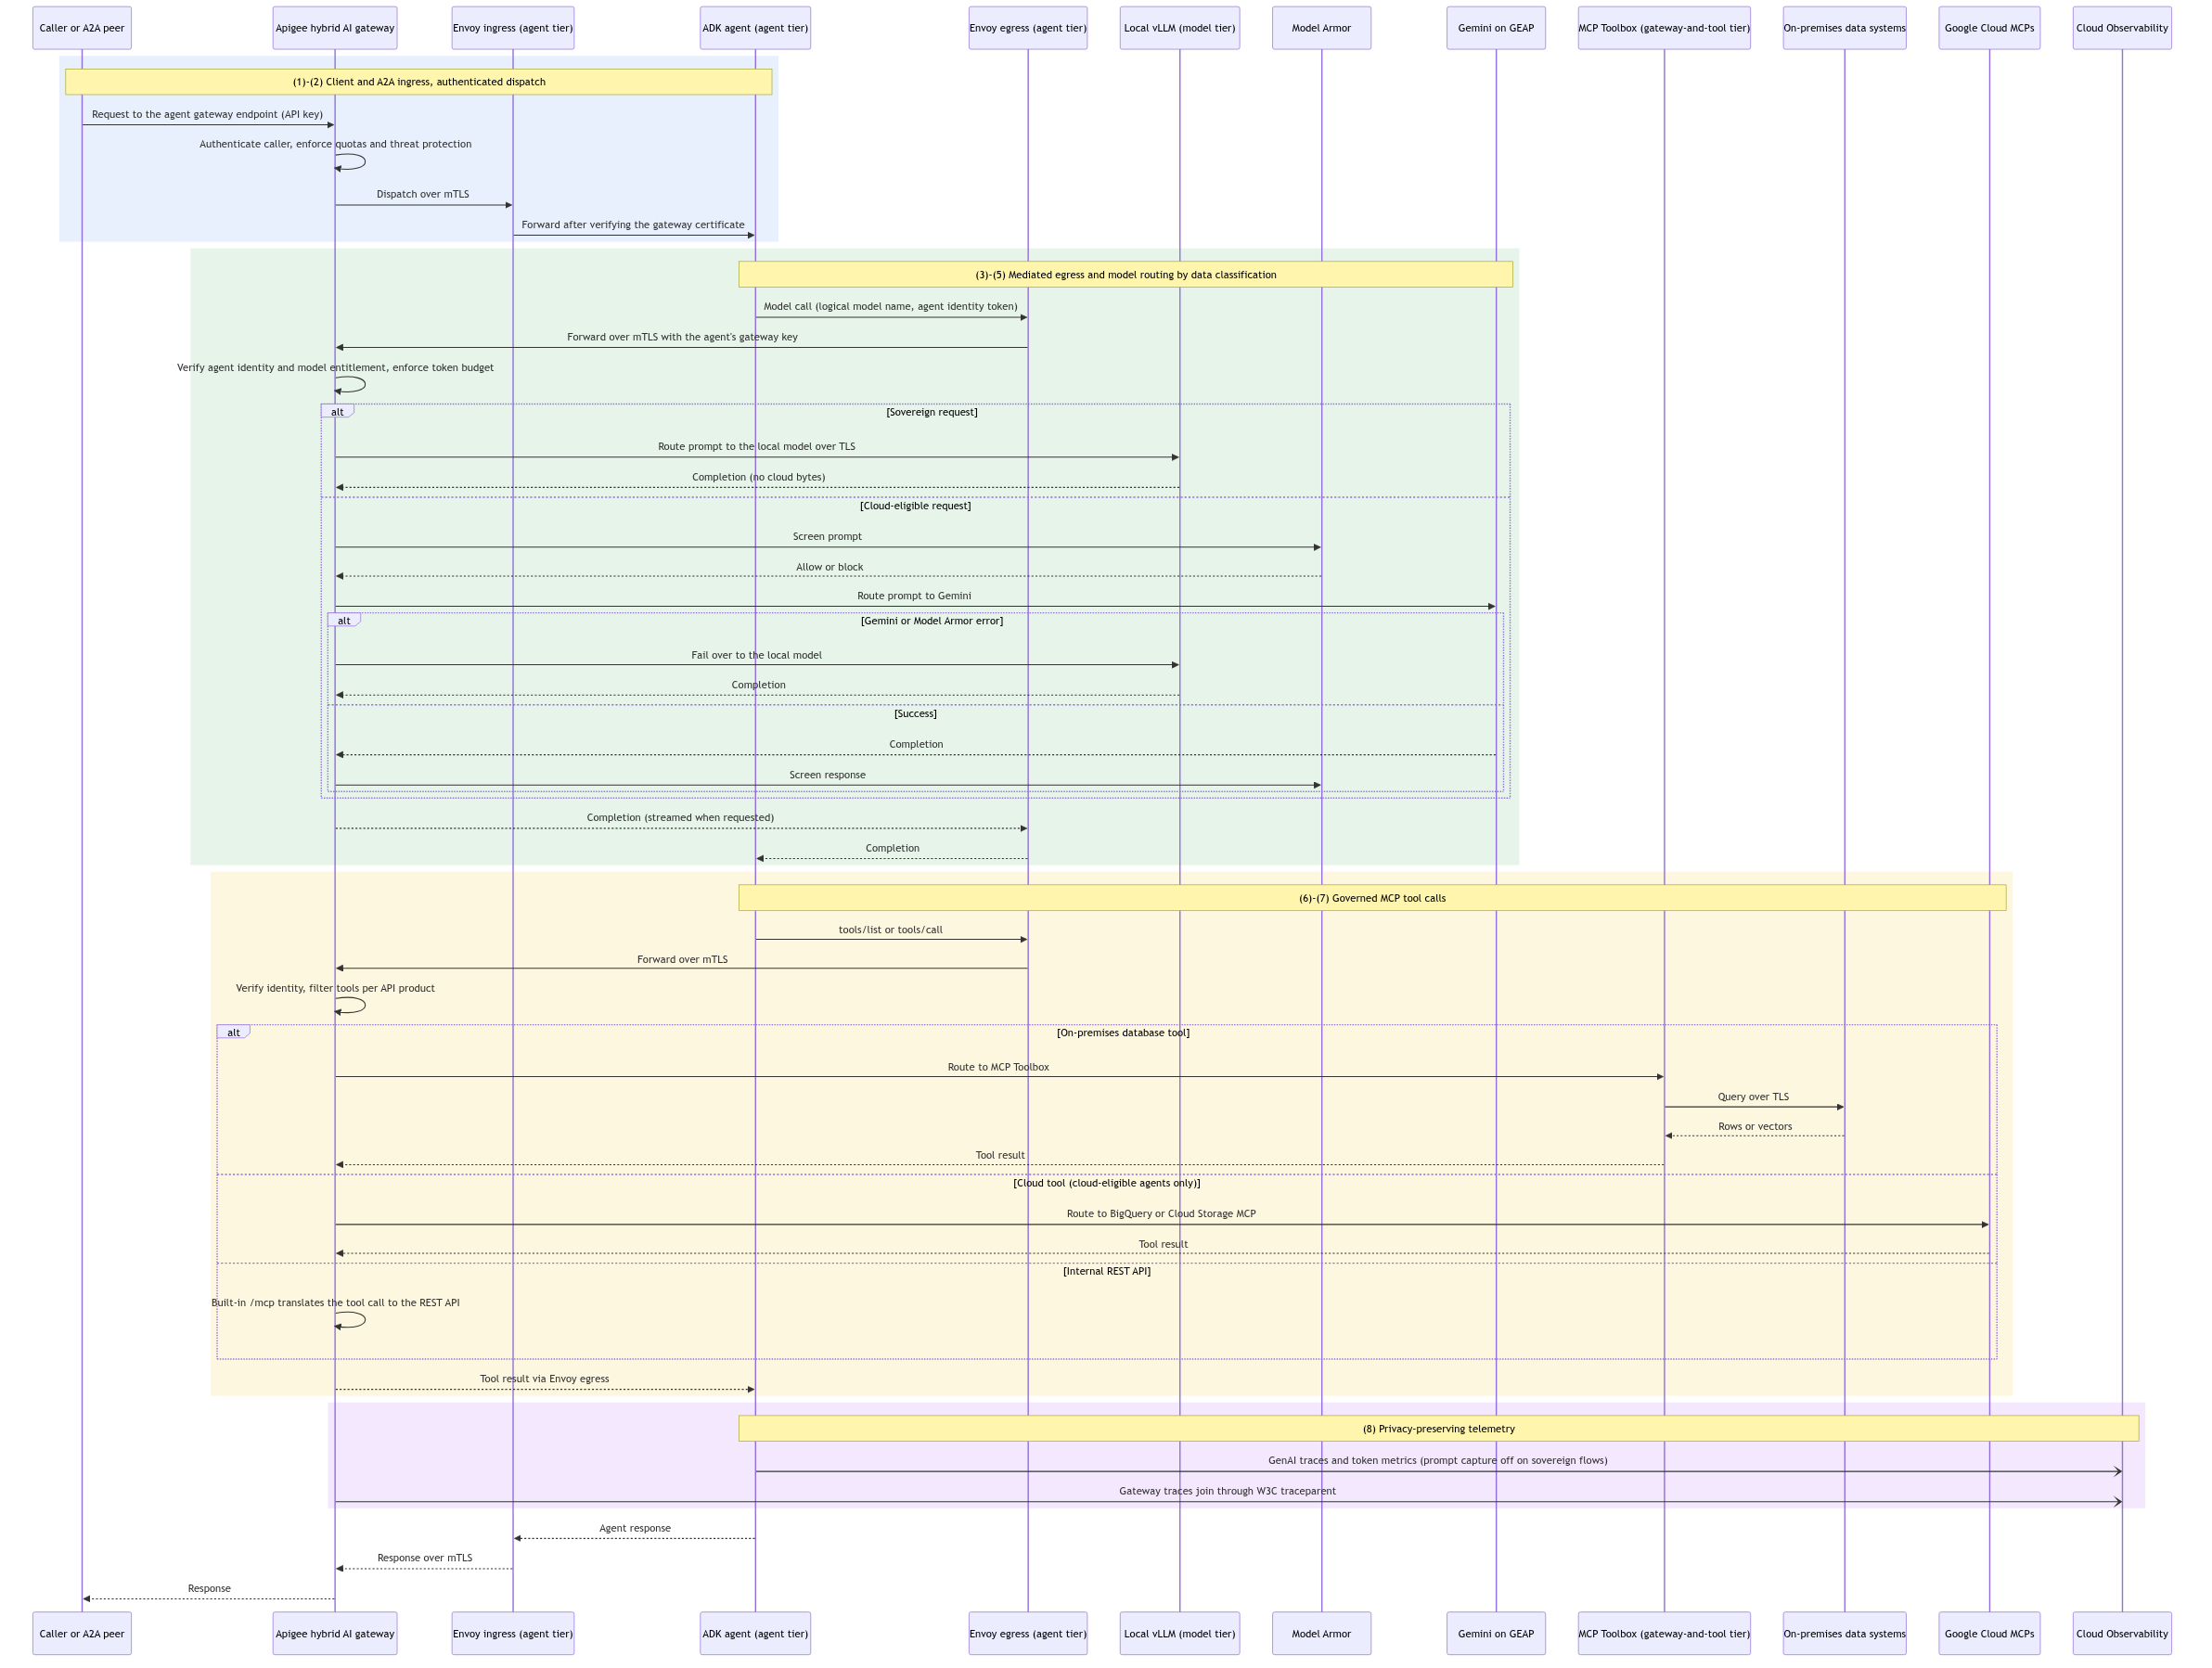 Caller or A2A peer
Apigee hybrid AI gateway
Envoy ingress (agent tier)
ADK agent (agent tier)
Envoy egress (agent tier)
Local vLLM (model tier)
Model Armor
Gemini on GEAP
MCP Toolbox (gateway-and-tool tier)
On-premises data systems
Google Cloud MCPs
Cloud Observability
(1)-(2) Client and A2A ingress, authenticated dispatch
Request to the agent gateway endpoint (API key)
Authenticate caller, enforce quotas and threat protection
Dispatch over mTLS
Forward after verifying the gateway certificate
(3)-(5) Mediated egress and model routing by data classification
Model call (logical model name, agent identity token)
Forward over mTLS with the agent's gateway key
Verify agent identity and model entitlement, enforce token budget
alt
[Sovereign request]
Route prompt to the local model over TLS
Completion (no cloud bytes)
[Cloud-eligible request]
Screen prompt
Allow or block
Route prompt to Gemini
alt
[Gemini or Model Armor error]
Fail over to the local model
Completion
[Success]
Completion
Screen response
Completion (streamed when requested)
Completion
(6)-(7) Governed MCP tool calls
tools/list or tools/call
Forward over mTLS
Verify identity, filter tools per API product
alt
[On-premises database tool]
Route to MCP Toolbox
Query over TLS
Rows or vectors
Tool result
[Cloud tool (cloud-eligible agents only)]
Route to BigQuery or Cloud Storage MCP
Tool result
[Internal REST API]
Built-in /mcp translates the tool call to the REST API
Tool result via Envoy egress
(8) Privacy-preserving telemetry
GenAI traces and token metrics (prompt capture off on sovereign flows)
Gateway traces join through W3C traceparent
Agent response
Response over mTLS
Response
Caller or A2A peer
Apigee hybrid AI gateway
Envoy ingress (agent tier)
ADK agent (agent tier)
Envoy egress (agent tier)
Local vLLM (model tier)
Model Armor
Gemini on GEAP
MCP Toolbox (gateway-and-tool tier)
On-premises data systems
Google Cloud MCPs
Cloud Observability